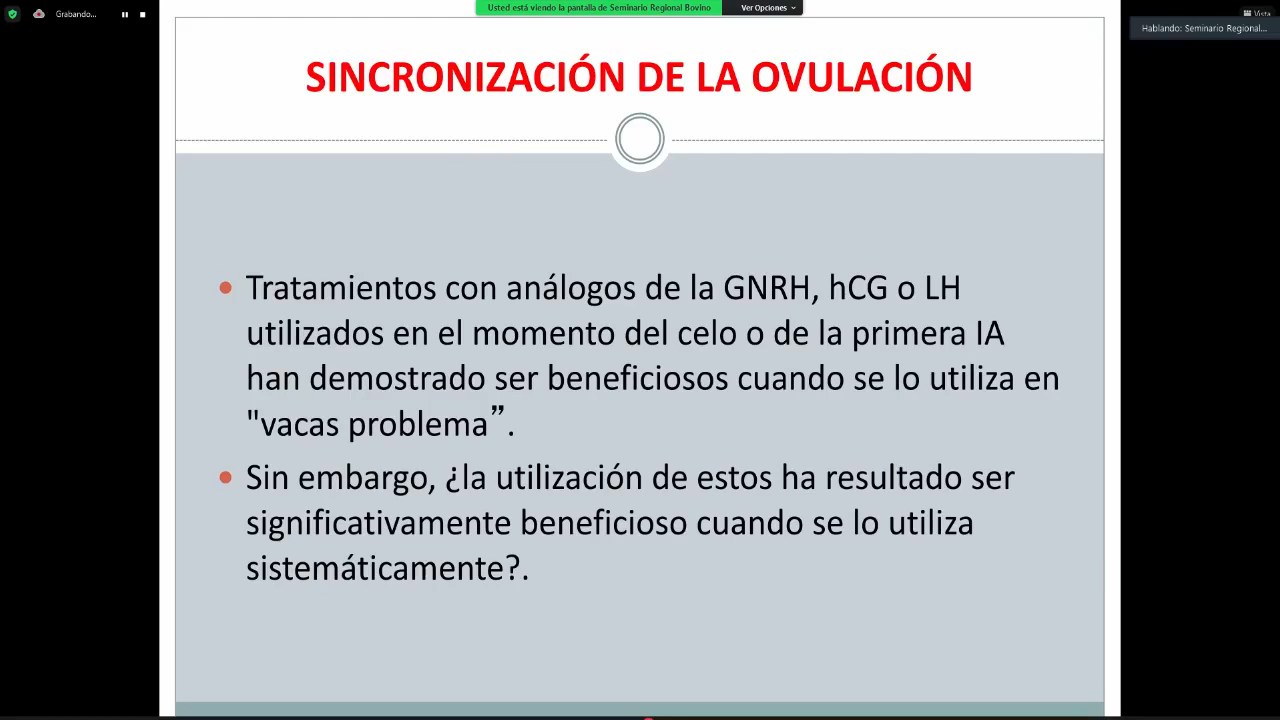 Grabando...
Usted está viendo la pantalla de Seminario Regional Bovino
Ver Opciones
Vista
Hablando: Seminario Regional...
SINCRONIZACIÓN DE LA OVULACIÓN
Tratamientos con análogos de la GNRH, hCG o LH
utilizados en el momento del celo o de la primera IA
han demostrado ser beneficiosos cuando se lo utiliza en
"vacas problema”.
Sin embargo, ¿la utilización de estos ha resultado ser
significativamente beneficioso cuando se lo utiliza
sistemáticamente?.